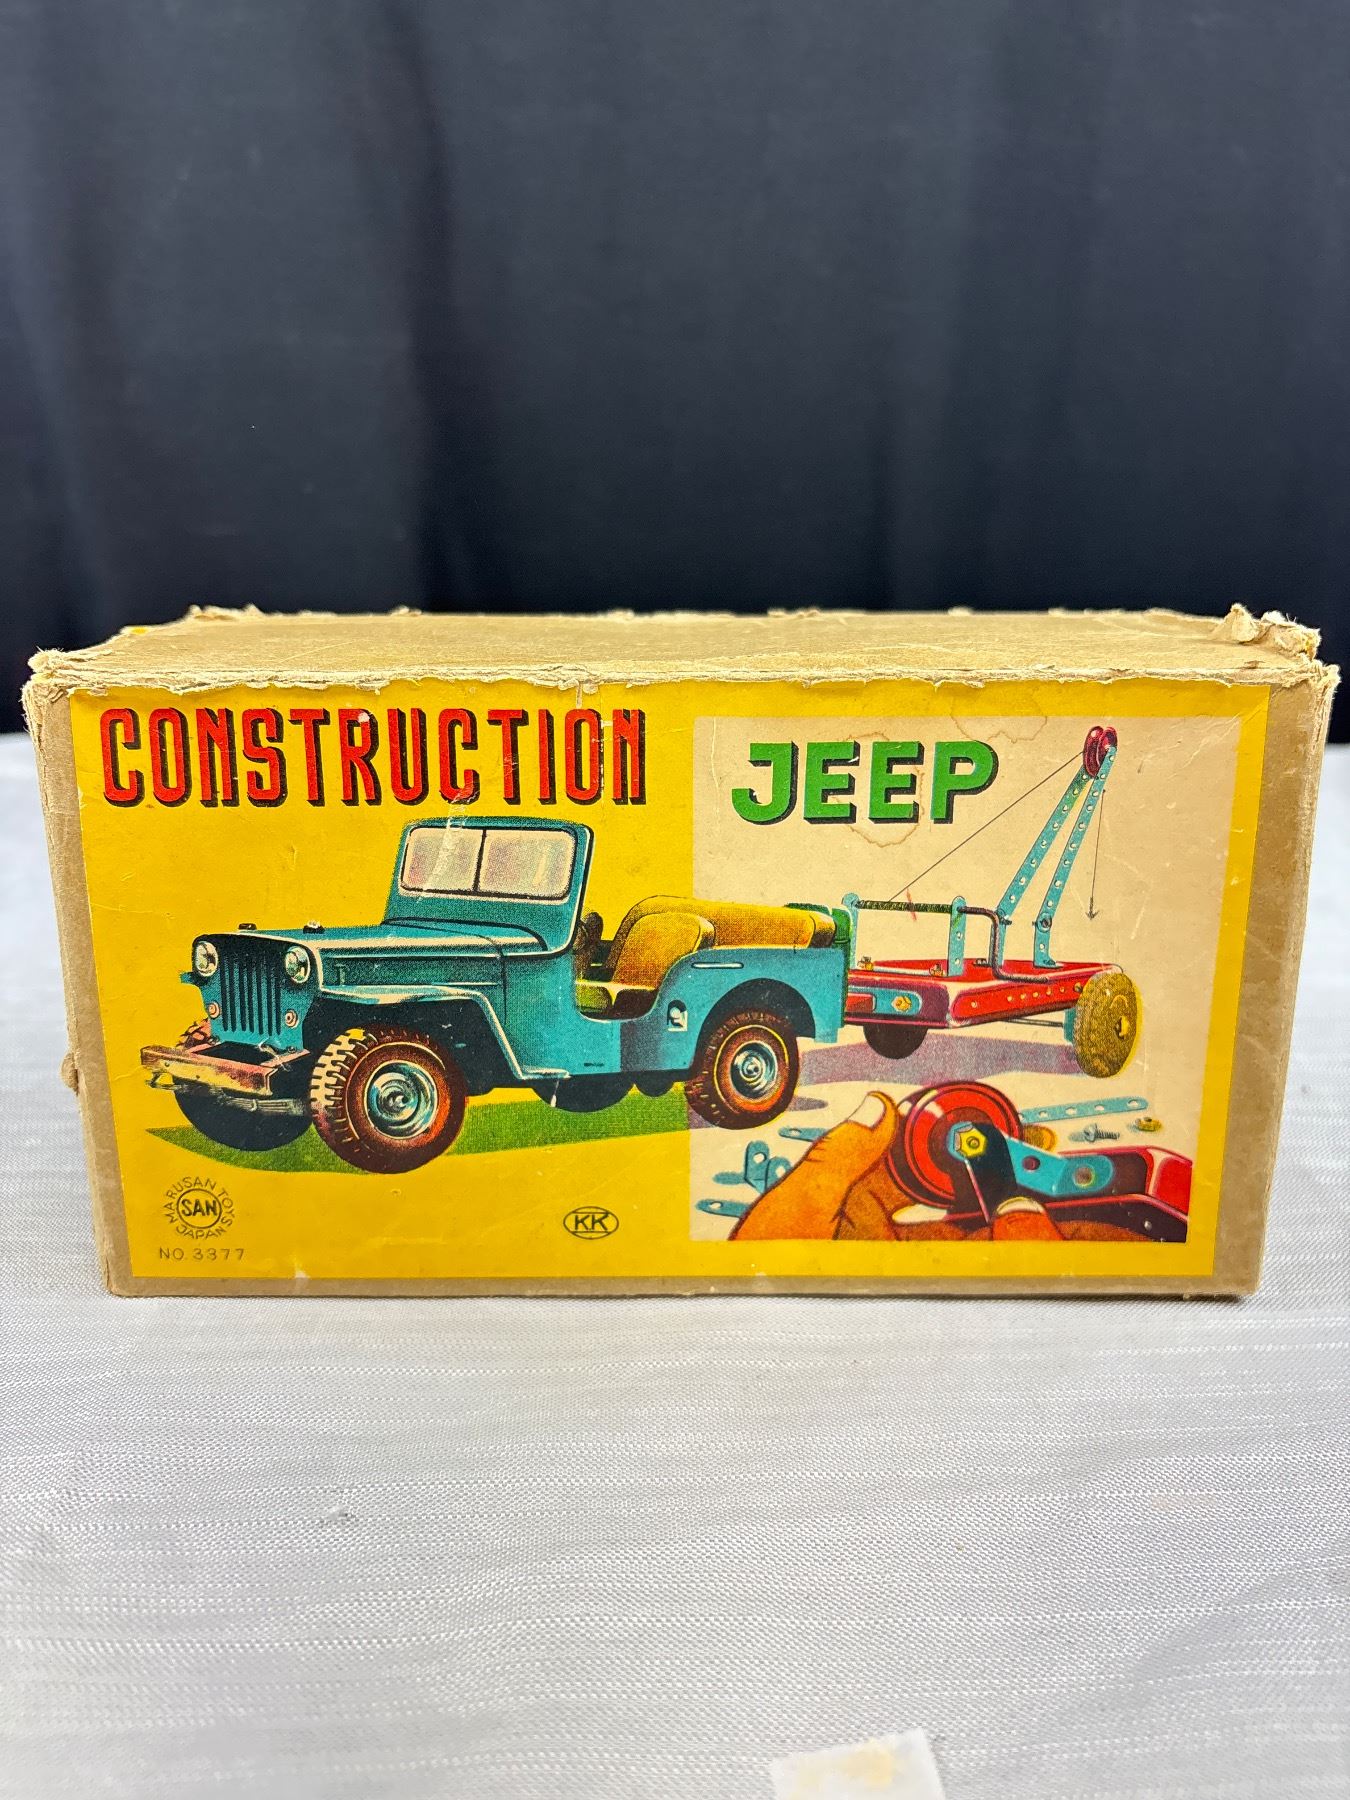 CONSTRUCTION
JEEP
MARUSAN TOYS
SAN
JAPAN
NO. 3377
KK